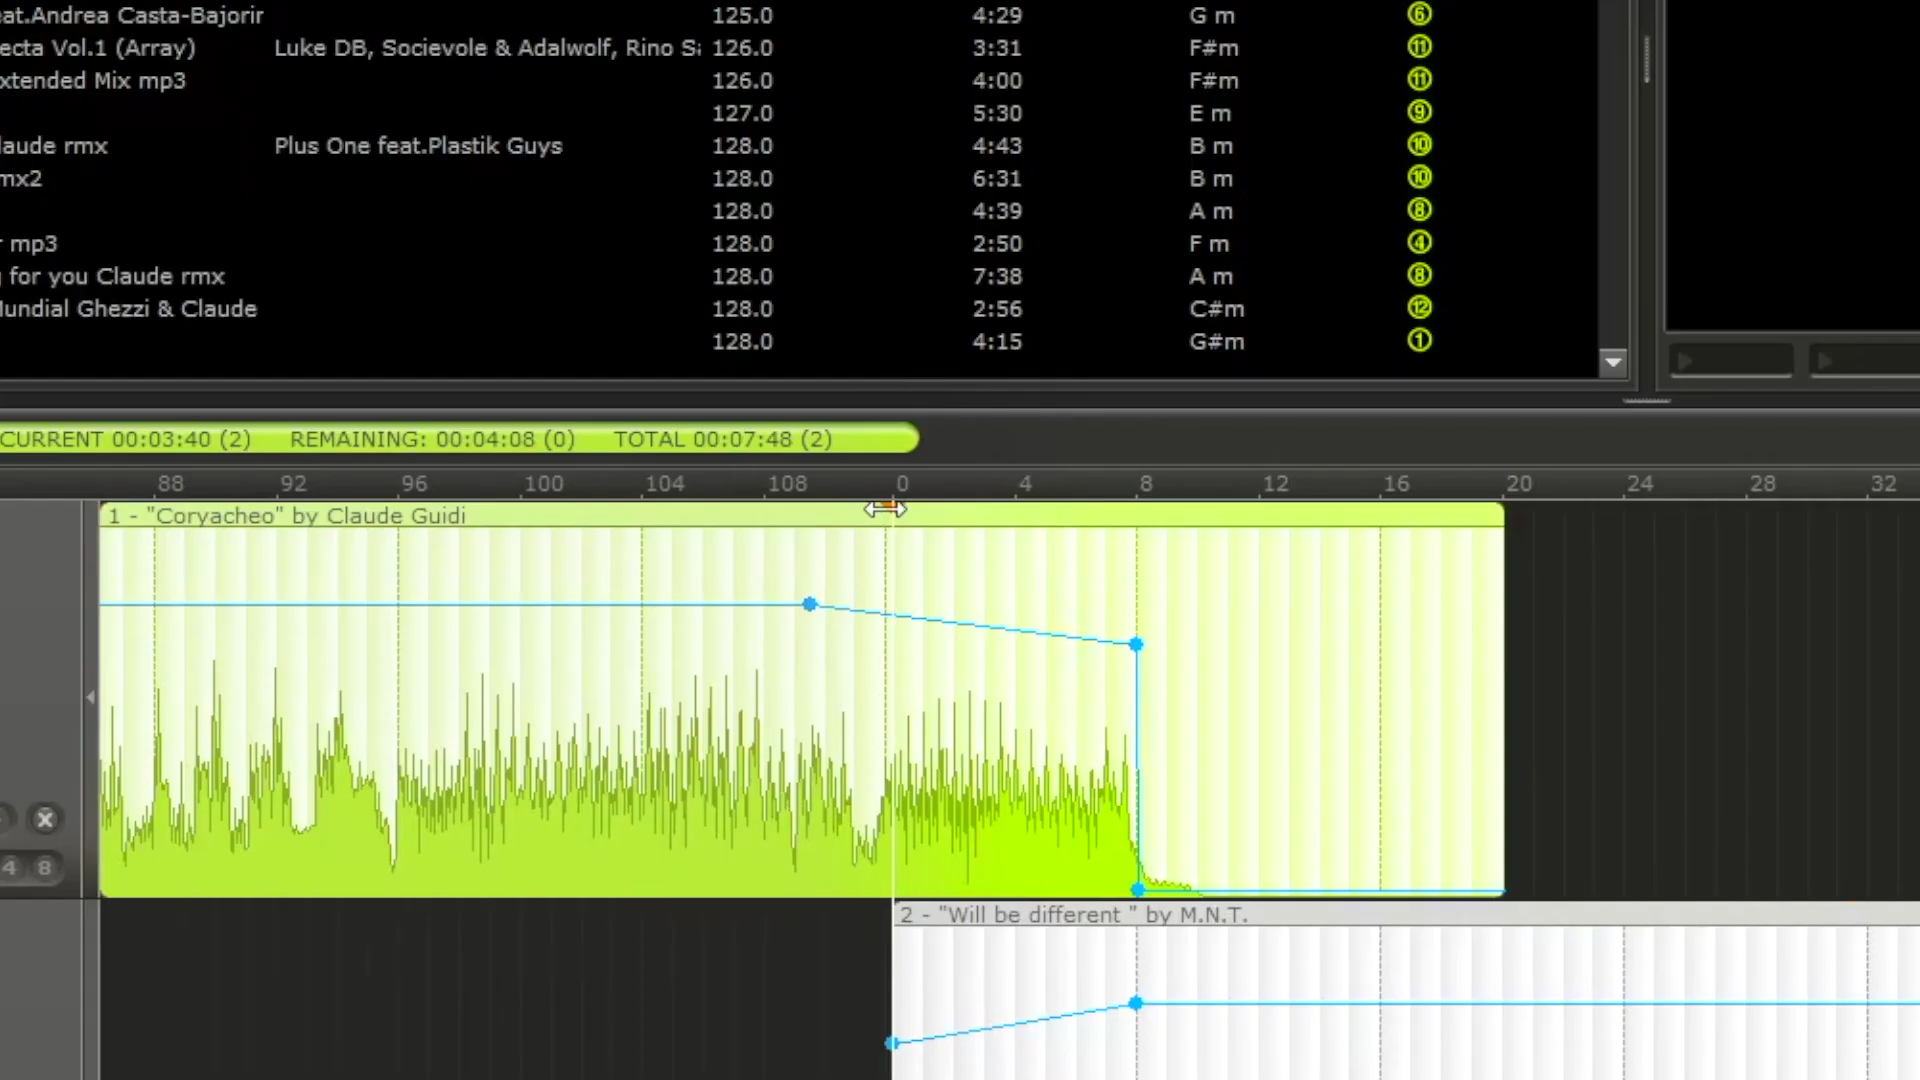 eat.Andrea Casta-Bajorir 125.0 4:29 G m 6
ecta Vol.1 (Array) Luke DB, Socievole & Adalwolf, Rino Sa 126.0 3:31 F#m 11
xtended Mix mp3 126.0 4:00 F#m 11
127.0 5:30 E m 9
laude rmx Plus One feat.Plastik Guys 128.0 4:43 B m 10
mx2 128.0 6:31 B m 10
128.0 4:39 A m 8
r mp3 128.0 2:50 F m 4
g for you Claude rmx 128.0 7:38 A m 8
Mundial Ghezzi & Claude 128.0 2:56 C#m 12
128.0 4:15 G#m 1
CURRENT 00:03:40 (2) REMAINING: 00:04:08 (0) TOTAL 00:07:48 (2)
88 92 96 100 104 108 0 4 8 12 16 20 24 28 32
1 - "Coryacheo" by Claude Guidi
4 8
2 - "Will be different " by M.N.T.